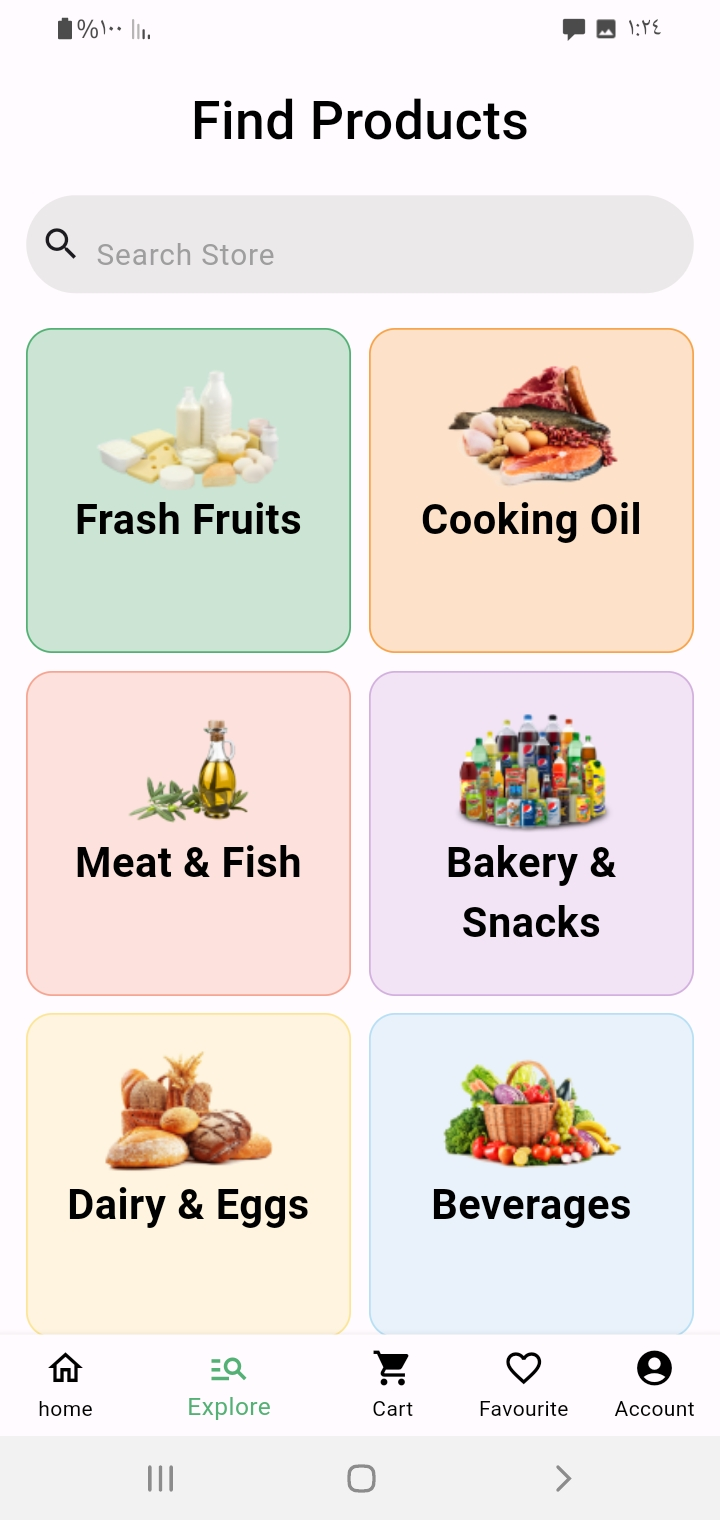 %١٠٠
١:٢٤
Find Products
Search Store
Frash Fruits
Cooking Oil
Meat & Fish
Bakery &
Snacks
Dairy & Eggs
Beverages
home
Explore
Cart
Favourite
Account